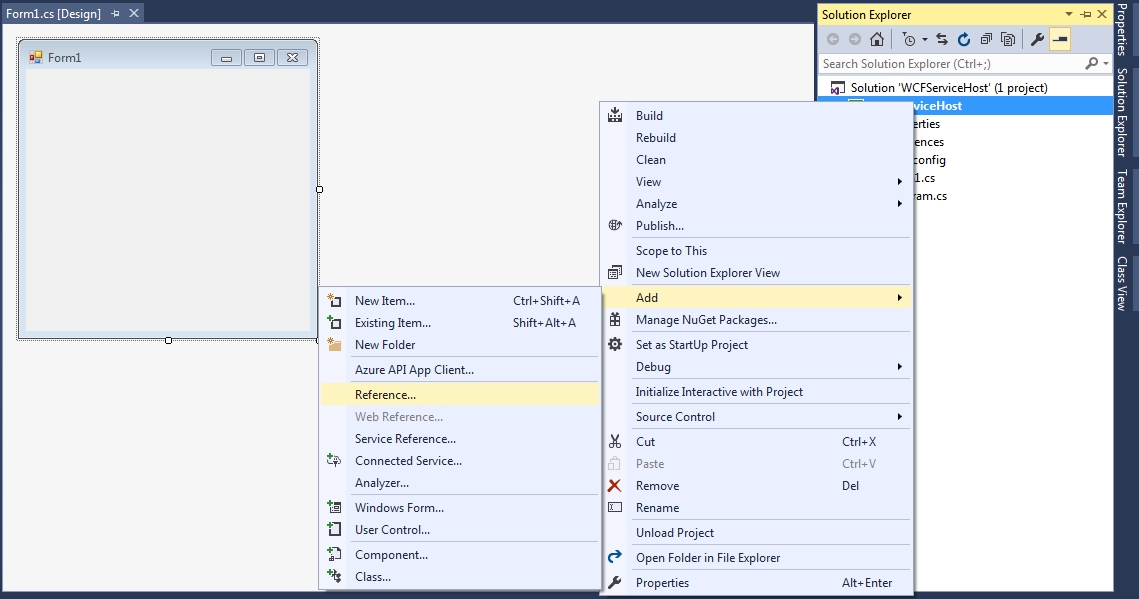 Form1.cs [Design]
Form1
Solution Explorer
Search Solution Explorer (Ctrl+;)
Solution 'WCFServiceHost' (1 project)
viceHost
erties
ences
config
1.cs
ram.cs
Build
Rebuild
Clean
View
Analyze
Publish...
Scope to This
New Solution Explorer View
Add
Manage NuGet Packages...
Set as StartUp Project
Debug
Initialize Interactive with Project
Source Control
Cut Ctrl+X
Paste Ctrl+V
Remove Del
Rename
Unload Project
Open Folder in File Explorer
Properties Alt+Enter
New Item... Ctrl+Shift+A
Existing Item... Shift+Alt+A
New Folder
Azure API App Client...
Reference...
Web Reference...
Service Reference...
Connected Service...
Analyzer...
Windows Form...
User Control...
Component...
Class...
Properties
Solution Explorer
Team Explorer
Class View